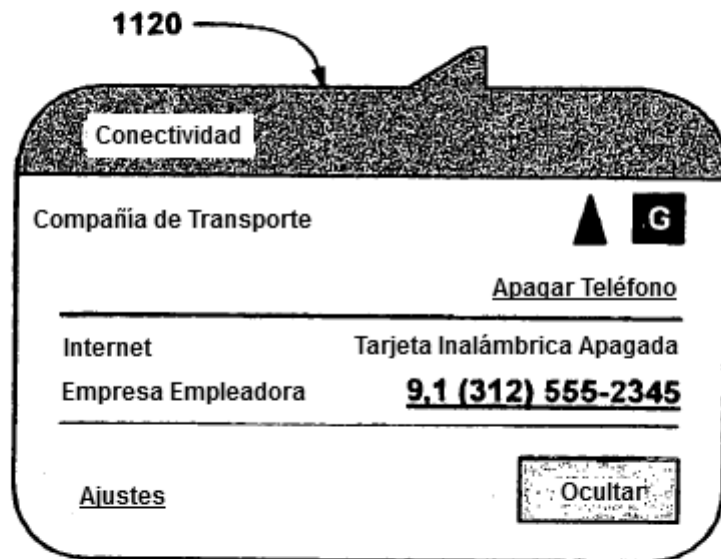 1120
Conectividad
Compañía de Transporte G
Apagar Teléfono
Internet Tarjeta Inalámbrica Apagada
Empresa Empleadora 9,1 (312) 555-2345
Ajustes Ocultar